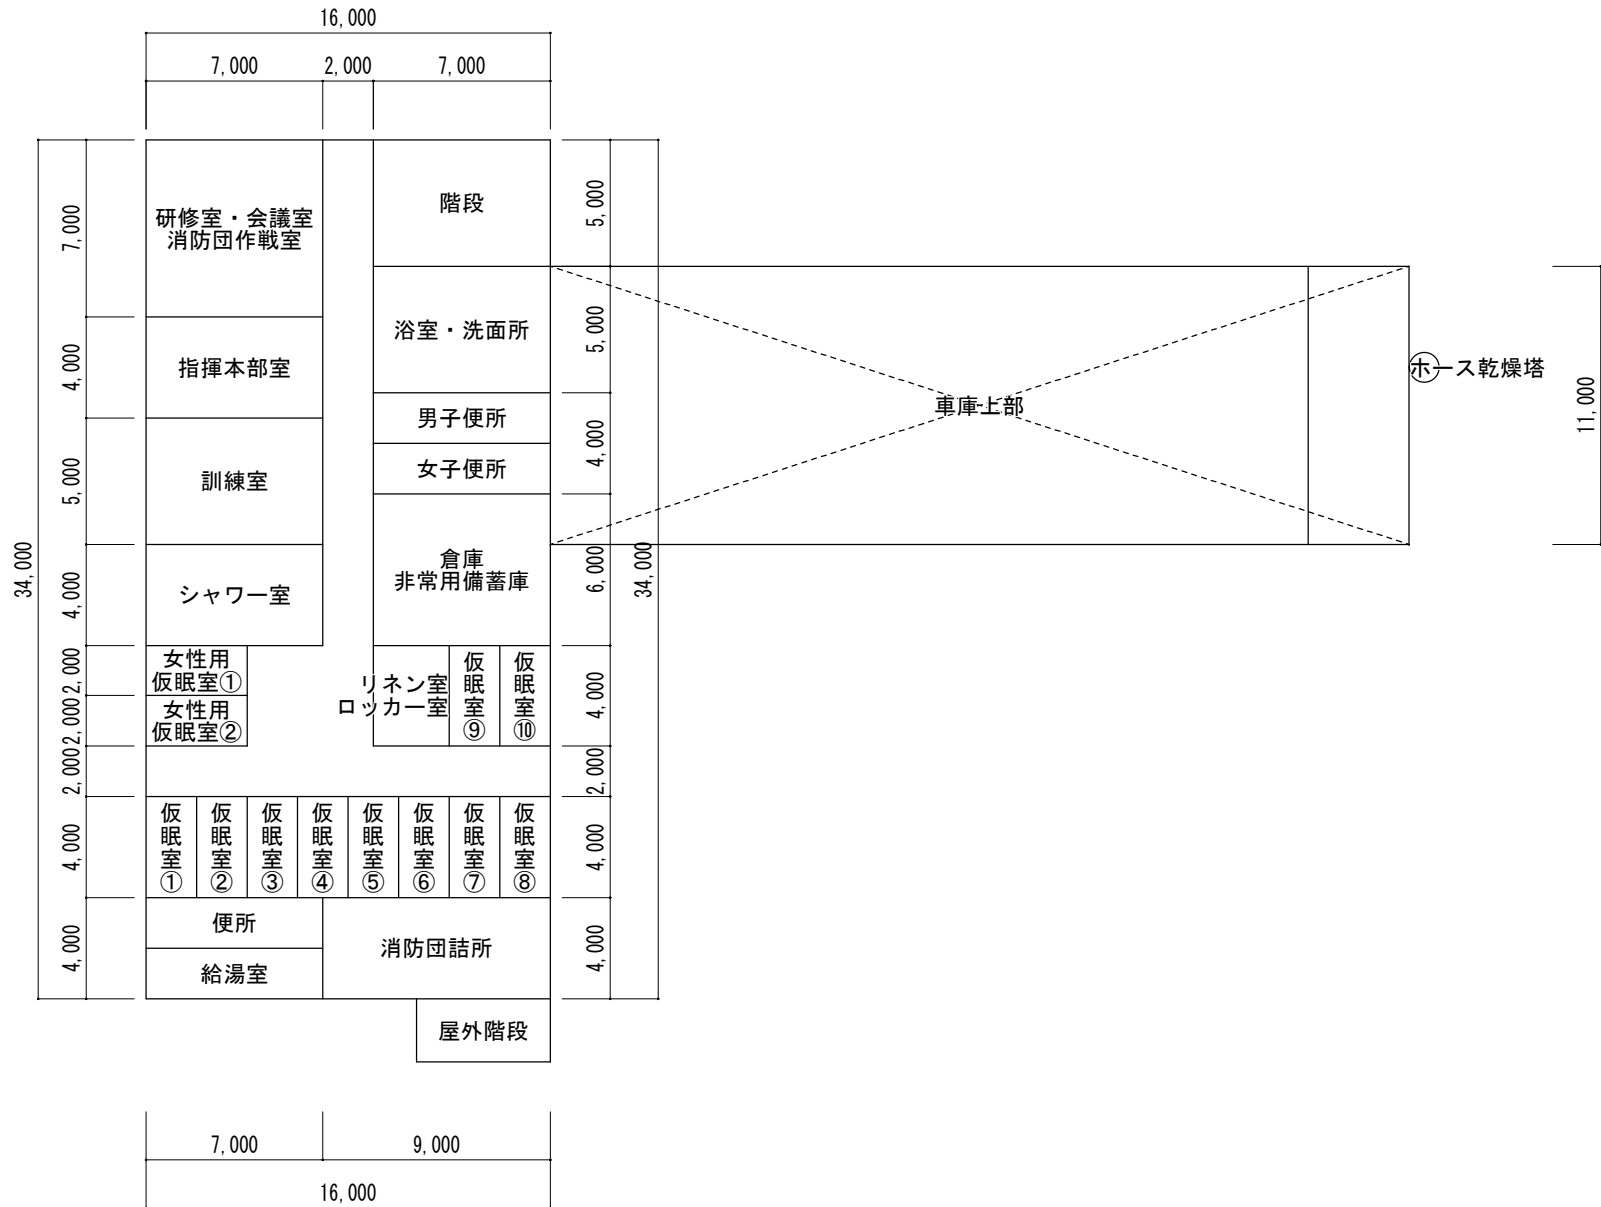 16,000
7,000
2,000
7,000
研修室・会議室
消防団作戦室
階段
浴室・洗面所
指揮本部室
男子便所
女子便所
訓練室
倉庫
非常用備蓄庫
シャワー室
女性用
仮眠室①
女性用
仮眠室②
リネン室
ロッカー室
仮眠室⑨
仮眠室⑩
仮眠室①
仮眠室②
仮眠室③
仮眠室④
仮眠室⑤
仮眠室⑥
仮眠室⑦
仮眠室⑧
便所
給湯室
消防団詰所
屋外階段
車庫上部
ホース乾燥塔
34,000
7,000
4,000
5,000
4,000
2,000
2,000
2,000
4,000
4,000
5,000
5,000
4,000
6,000
4,000
2,000
4,000
4,000
34,000
11,000
7,000
9,000
16,000